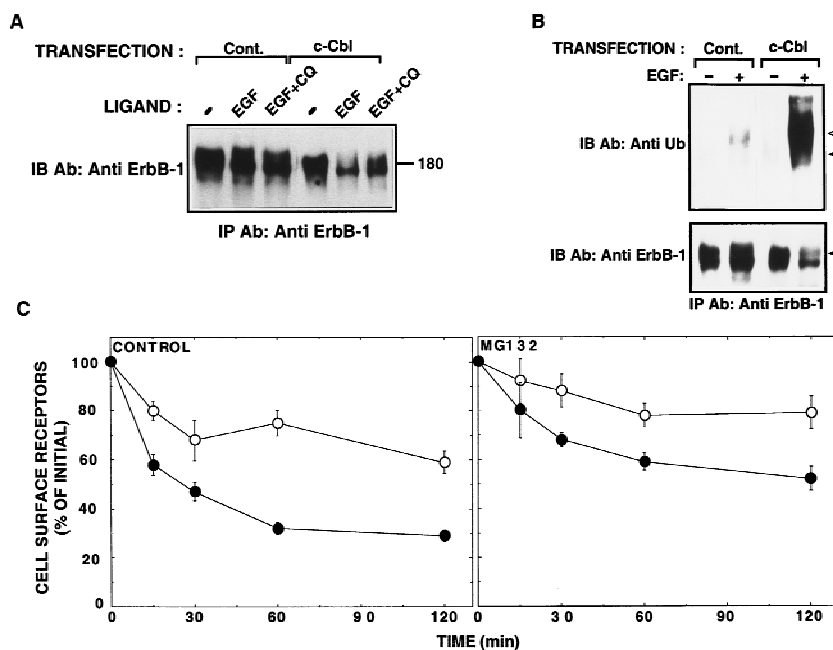 A
TRANSFECTION :
Cont.
c-Cbl
LIGAND :
-
EGF
EGF+CQ
-
EGF
EGF+CQ
IB Ab: Anti ErbB-1
180
IP Ab: Anti ErbB-1
B
TRANSFECTION :
Cont.
c-Cbl
EGF:
- + - +
IB Ab: Anti Ub
IB Ab: Anti ErbB-1
IP Ab: Anti ErbB-1
C
CONTROL
MG132
CELL SURFACE RECEPTORS
(% OF INITIAL)
100
80
60
40
20
0
0 30 60 90 120
0 30 60 90 120
TIME (min)